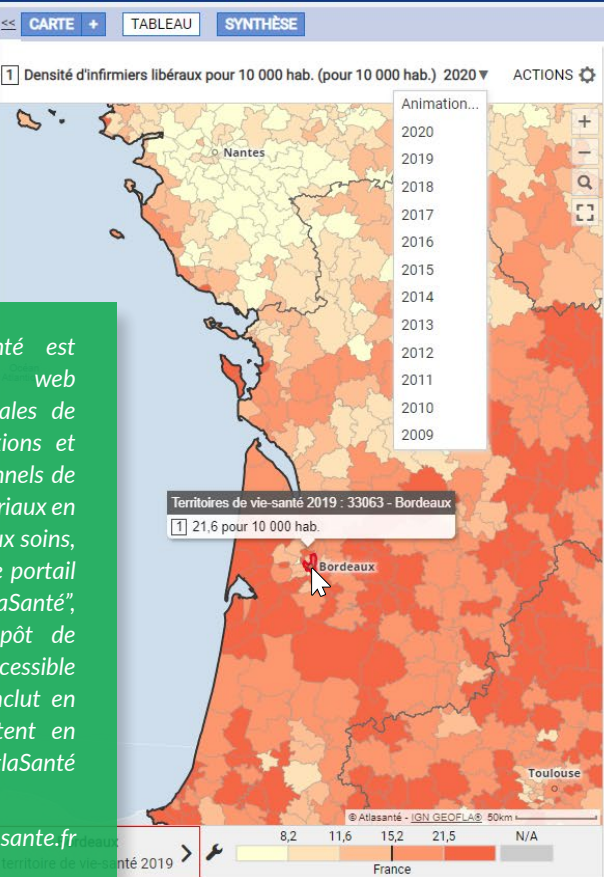 << CARTE + TABLEAU SYNTHÈSE
1 Densité d'infirmiers libéraux pour 10 000 hab. (pour 10 000 hab.) 2020▼ ACTIONS
Animation...
2020
2019
2018
2017
2016
2015
2014
2013
2012
2011
2010
2009
+
−
Nantes
nté est
web
ales de
tions et
nnels de
riaux en
ux soins,
e portail
aSanté”,
pôt de
cessible
nclut en
tent en
laSanté
sante.fr
Territoires de vie-santé 2019 : 33063 - Bordeaux
1 21,6 pour 10 000 hab.
Bordeaux
Toulouse
© Atlasanté - IGN GEOFLA® 50km
territoire de vie-santé 2019
8,2 11,6 15,2 21,5 N/A
France